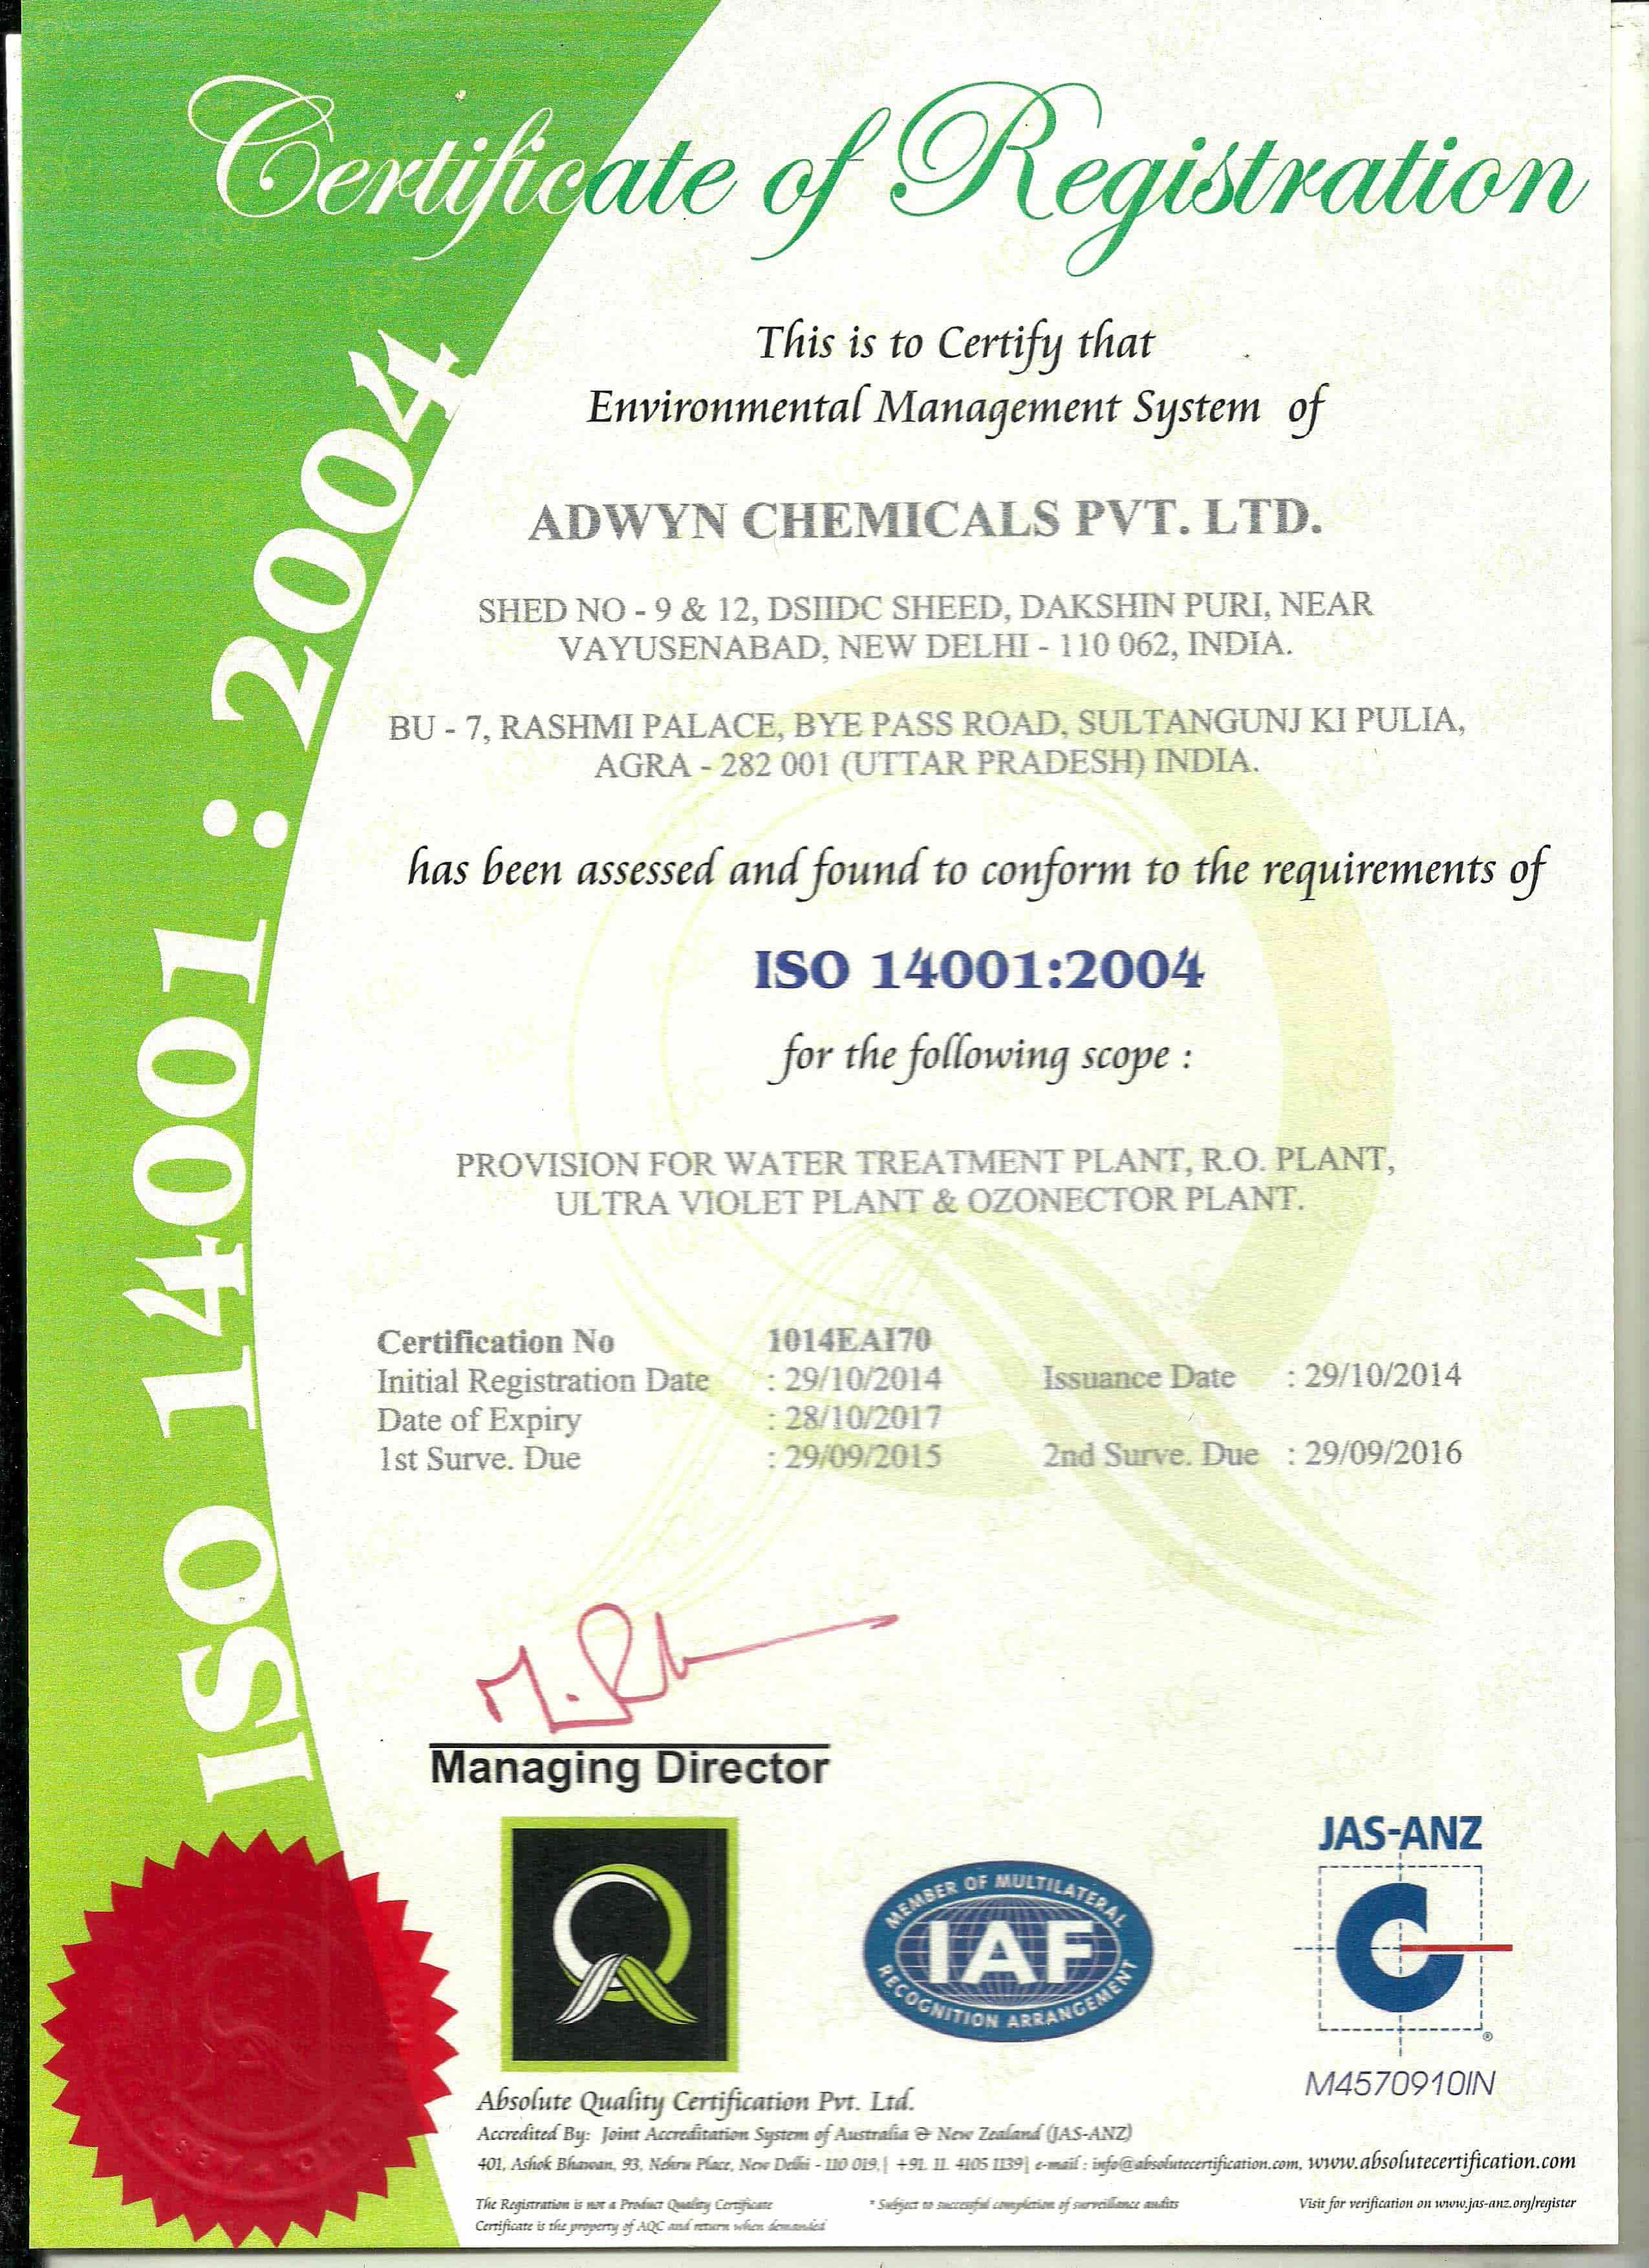 Certificate of Registration
This is to Certify that
Environmental Management System of
ADWYN CHEMICALS PVT. LTD.
SHED NO - 9 & 12, DSIIDC SHEED, DAKSHIN PURI, NEAR
VAYUSENABAD, NEW DELHI - 110 062, INDIA.
BU - 7, RASHMI PALACE, BYE PASS ROAD, SULTANGUNJ KI PULIA,
AGRA - 282 001 (UTTAR PRADESH) INDIA.
has been assessed and found to conform to the requirements of
ISO 14001:2004
for the following scope :
PROVISION FOR WATER TREATMENT PLANT, R.O. PLANT,
ULTRA VIOLET PLANT & OZONECTOR PLANT.
Certification No 1014EAI70
Initial Registration Date : 29/10/2014 Issuance Date : 29/10/2014
Date of Expiry : 28/10/2017
1st Surve. Due : 29/09/2015 2nd Surve. Due : 29/09/2016
Managing Director
ISO 14001 : 2004
MEMBER OF MULTILATERAL
IAF
RECOGNITION ARRANGEMENT
JAS-ANZ
®
M4570910IN
Absolute Quality Certification Pvt. Ltd.
Accredited By: Joint Accreditation System of Australia & New Zealand (JAS-ANZ)
401, Ashok Bhawan, 93, Nehru Place, New Delhi - 110 019, | +91 11 4105 1139| e-mail : info@absolutecertification.com, www.absolutecertification.com
The Registration is not a Product Quality Certificate * Subject to successful completion of surveillance audits Visit for verification on www.jas-anz.org/register
Certificate is the property of AQC and return when demanded